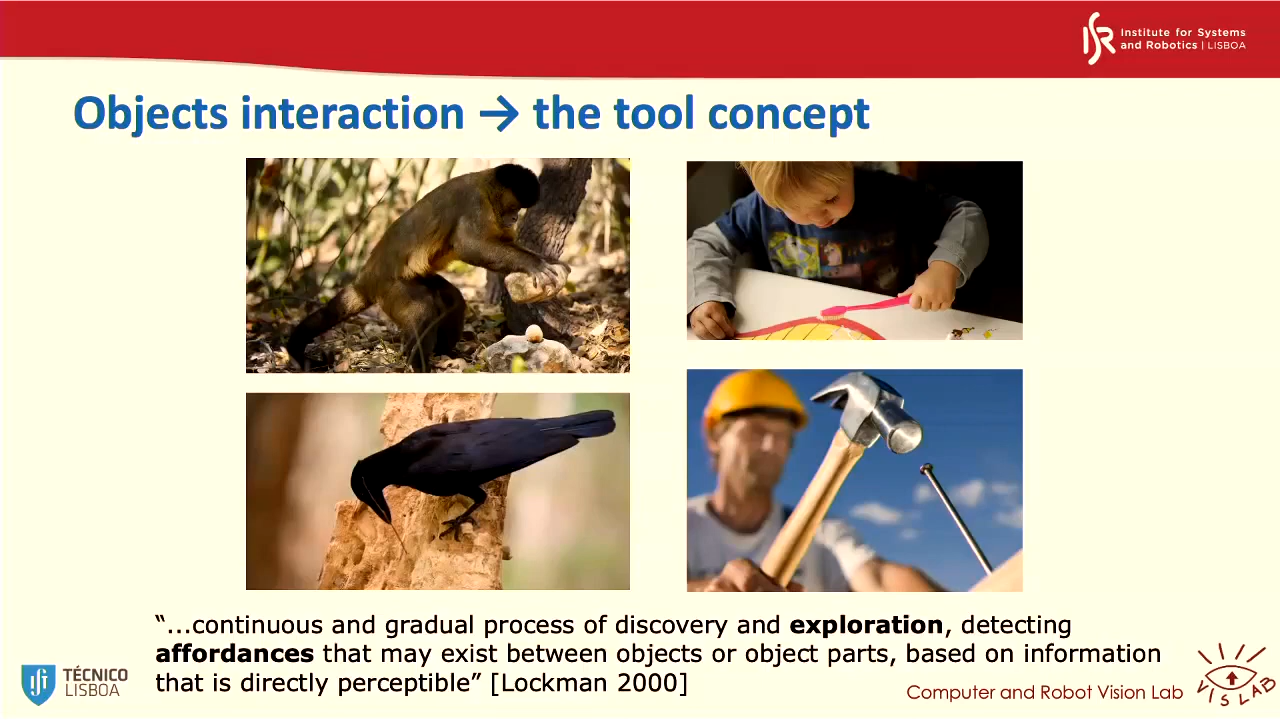 Institute for Systems
and Robotics | LISBOA
Objects interaction → the tool concept
“...continuous and gradual process of discovery and exploration, detecting
affordances that may exist between objects or object parts, based on information
that is directly perceptible” [Lockman 2000]
TÉCNICO
LISBOA
Computer and Robot Vision Lab
VISLAB